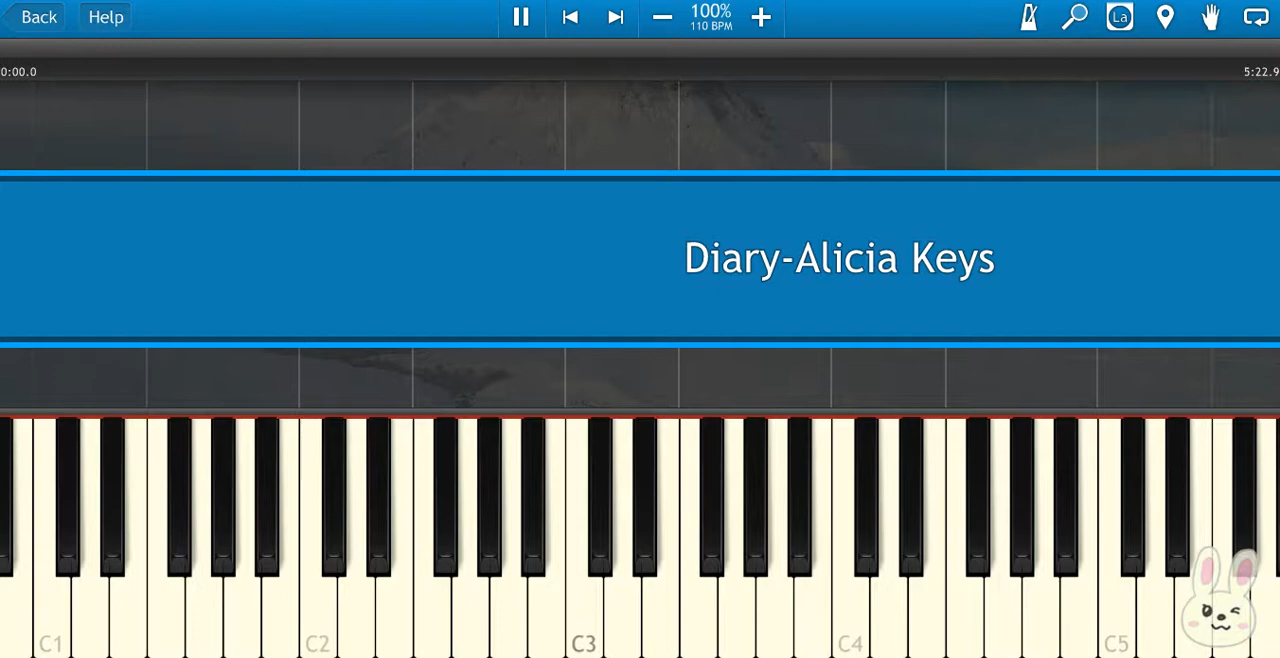 Back Help 100%
110 BPM
La
0:00.0 5:22.9
Diary-Alicia Keys
C1 C2 C3 C4 C5